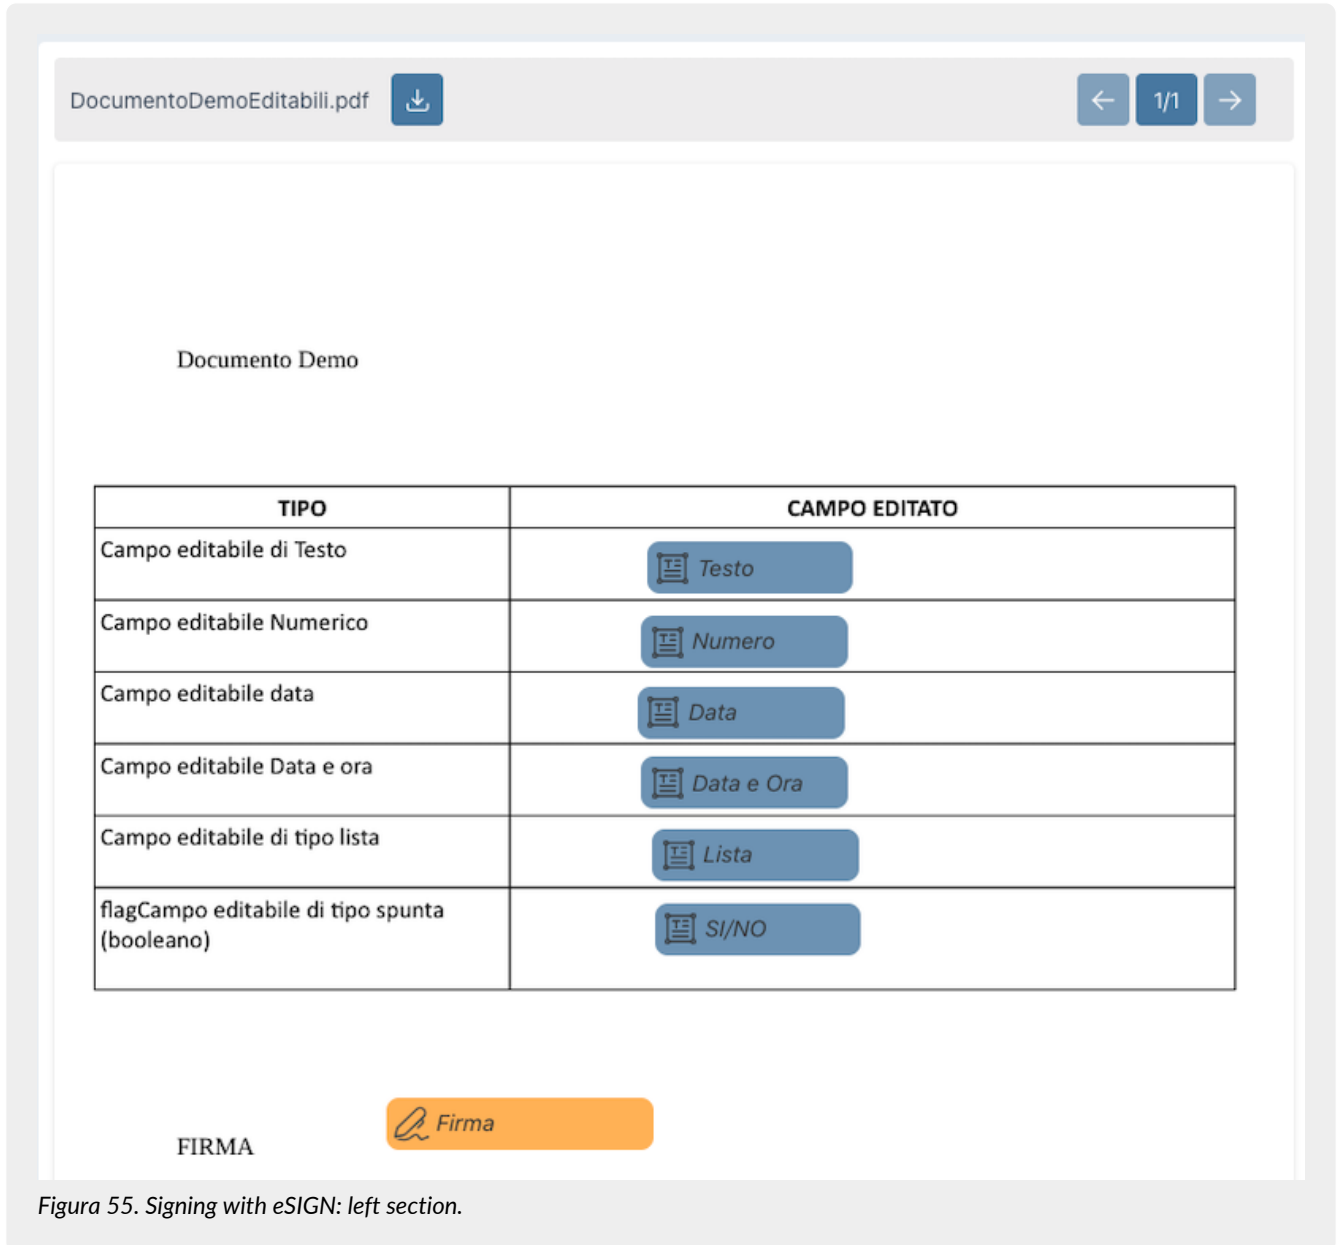 DocumentoDemoEditabili.pdf
1/1
Documento Demo
TIPO
CAMPO EDITATO
Campo editabile di Testo
Testo
Campo editabile Numerico
Numero
Campo editabile data
Data
Campo editabile Data e ora
Data e Ora
Campo editabile di tipo lista
Lista
flagCampo editabile di tipo spunta
(booleano)
SI/NO
Firma
FIRMA
Figura 55. Signing with eSIGN: left section.